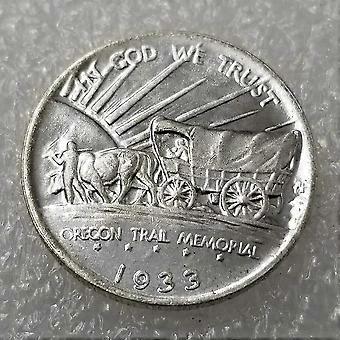 IN GOD WE TRUST
OREGON TRAIL MEMORIAL
1933